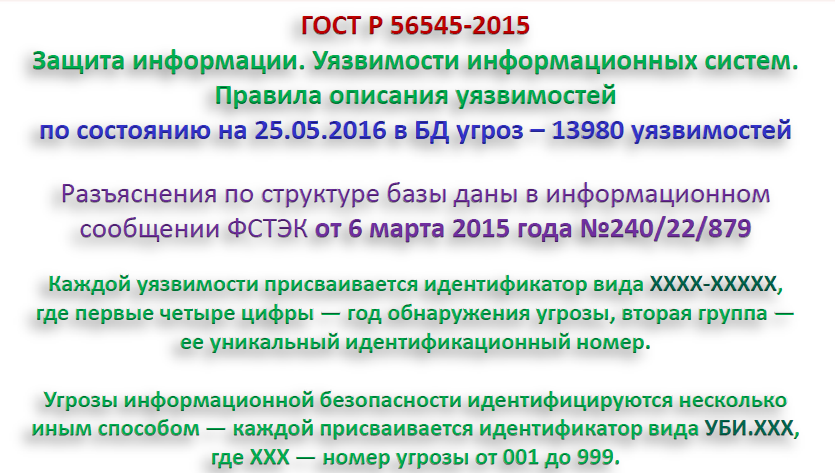 ГОСТ Р 56545-2015
Защита информации. Уязвимости информационных систем.
Правила описания уязвимостей
по состоянию на 25.05.2016 в БД угроз – 13980 уязвимостей
Разъяснения по структуре базы даны в информационном
сообщении ФСТЭК от 6 марта 2015 года №240/22/879
Каждой уязвимости присваивается идентификатор вида XXXX-XXXXX,
где первые четыре цифры — год обнаружения угрозы, вторая группа —
ее уникальный идентификационный номер.
Угрозы информационной безопасности идентифицируются несколько
иным способом — каждой присваивается идентификатор вида УБИ.XXX,
где XXX — номер угрозы от 001 до 999.